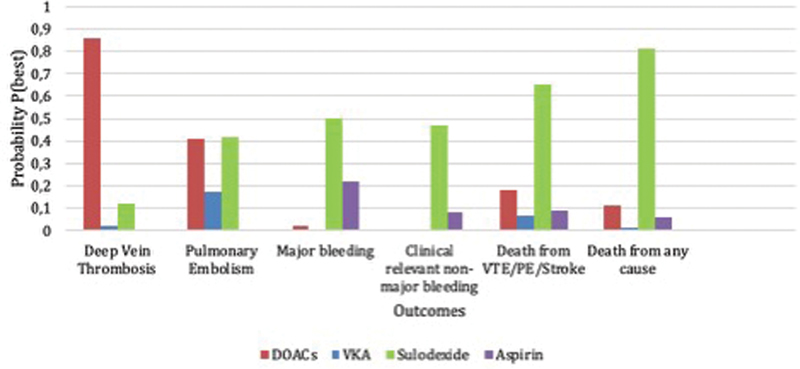 Probability P(best)
1
0,9
0,8
0,7
0,6
0,5
0,4
0,3
0,2
0,1
0
Deep Vein
Thrombosis
Pulmonary
Embolism
Major bleeding
Clinical
relevant non-
major bleeding
Death from
VTE/PE/Stroke
Death from any
cause
Outcomes
DOACs VKA Sulodexide Aspirin